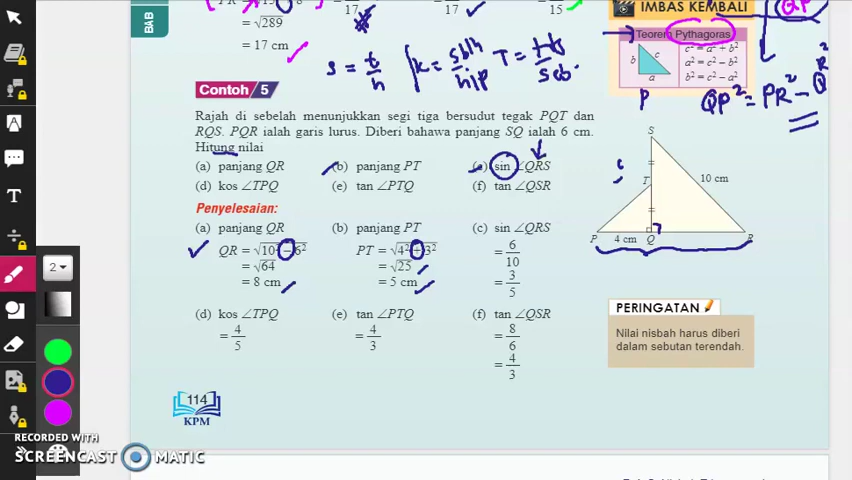 BAB
= √289
= 17 cm
17
17
15
IMBAS KEMBALI
Teorem Pythagoras
c² = a² + b²
a² = c² – b²
b² = c² – a²
b
c
a
s = t/h
T = 
QP² = PR² –
Contoh 5
Rajah di sebelah menunjukkan segi tiga bersudut tegak PQT dan
RQS. PQR ialah garis lurus. Diberi bahawa panjang SQ ialah 6 cm.
Hitung nilai
(a) panjang QR (b) panjang PT (c) sin ∠QRS
(d) kos ∠TPQ (e) tan ∠PTQ (f) tan ∠QSR
Penyelesaian:
(a) panjang QR (b) panjang PT (c) sin ∠QRS
QR = √10² – 6² PT = √4² + 3² = 6/10
= √64 = √25
= 8 cm = 5 cm = 3/5
(d) kos ∠TPQ (e) tan ∠PTQ (f) tan ∠QSR
= 4/5 = 4/3 = 8/6
= 4/3
P
S
T
10 cm
P
4 cm
Q
R
PERINGATAN
Nilai nisbah harus diberi
dalam sebutan terendah.
114
KPM
T
2
RECORDED WITH
SCREENCAST MATIC